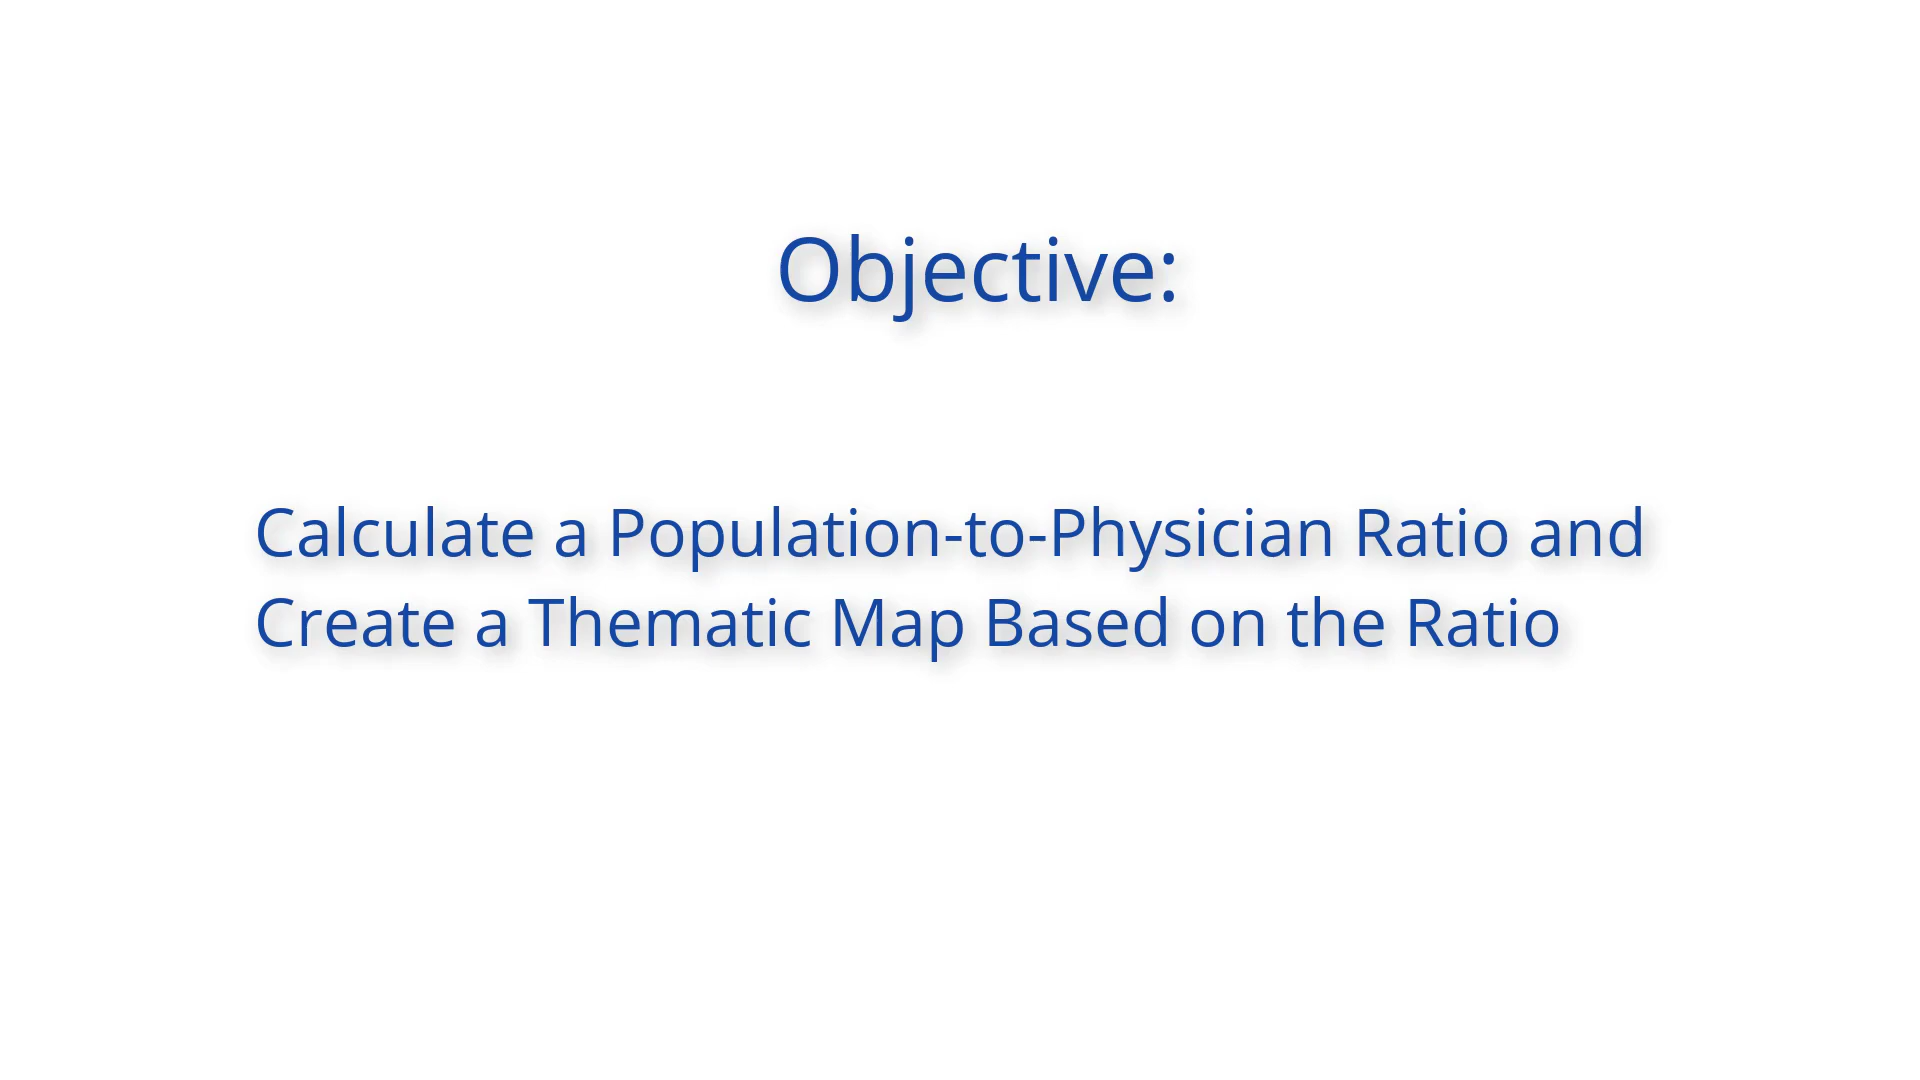 Objective:
Calculate a Population-to-Physician Ratio and
Create a Thematic Map Based on the Ratio